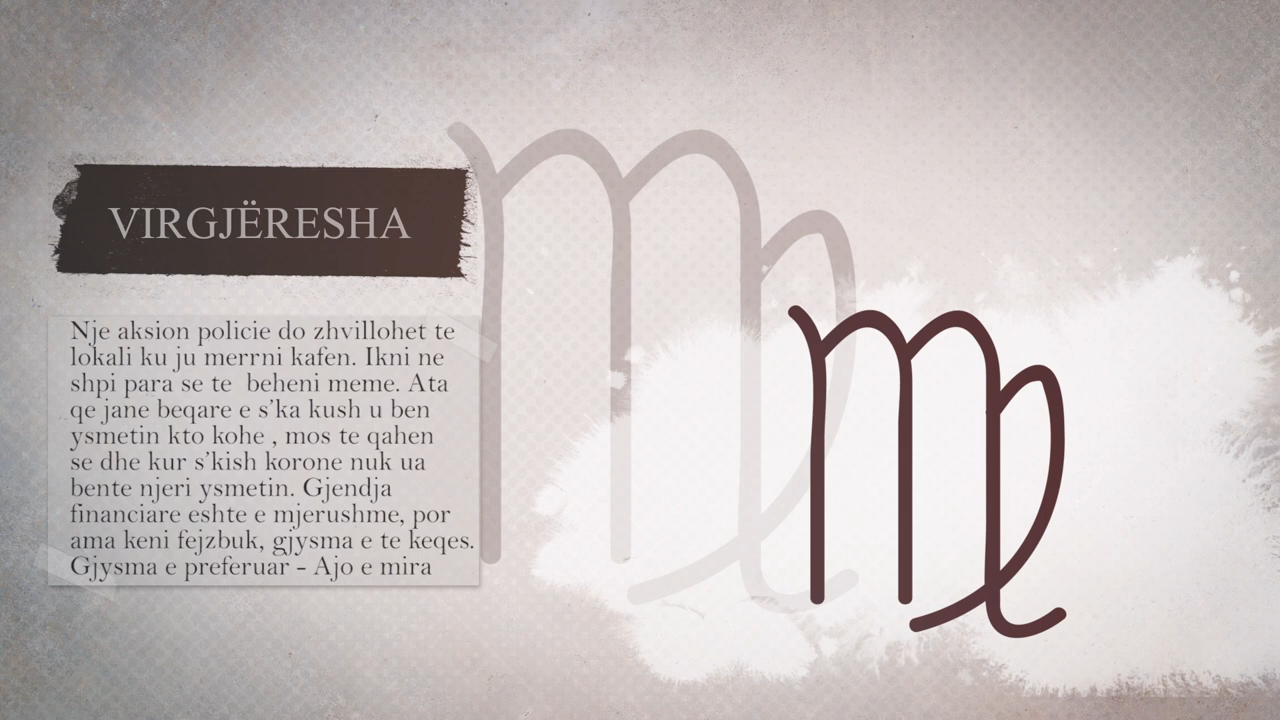 VIRGJËRESHA
Nje aksion policie do zhvillohet te
lokali ku ju merrni kafen. Ikni ne
shpi para se te  beheni meme. Ata
qe jane beqare e s’ka kush u ben
ysmetin kto kohe , mos te qahen
se dhe kur s’kish korone nuk ua
bente njeri ysmetin. Gjendja
financiare eshte e mjerushme, por
ama keni fejzbuk, gjysma e te keqes.
Gjysma e preferuar – Ajo e mira